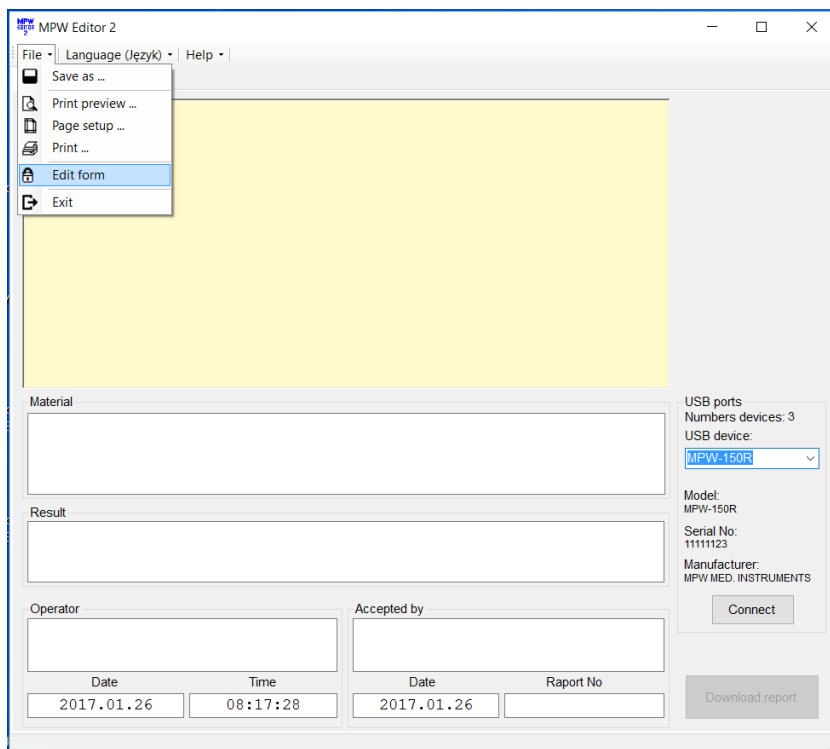 MPW EDITOR 2 MPW Editor 2
File Language (Język) Help
Save as ...
Print preview ...
Page setup ...
Print ...
Edit form
Exit
Material
Result
Operator
Date Time
2017.01.26 08:17:28
Accepted by
Date Raport No
2017.01.26
USB ports
Numbers devices: 3
USB device:
MPW-150R
Model:
MPW-150R
Serial No:
11111123
Manufacturer:
MPW MED. INSTRUMENTS
Connect
Download report